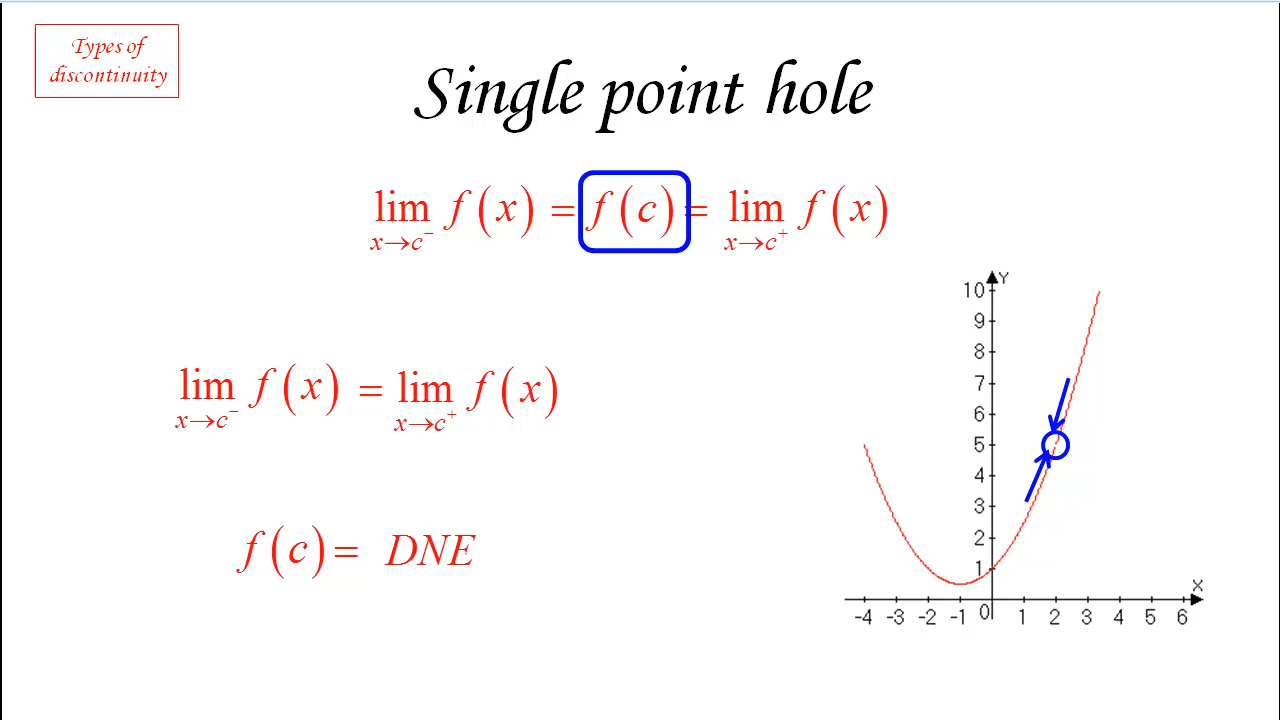 Types of
discontinuity
Single point hole
lim x→c⁻ f(x) = f(c) = lim x→c⁺ f(x)
lim x→c⁻ f(x) = lim x→c⁺ f(x)
f(c) = DNE
Y
10
9
8
7
6
5
4
3
2
1
X
-4 -3 -2 -1 0 1 2 3 4 5 6